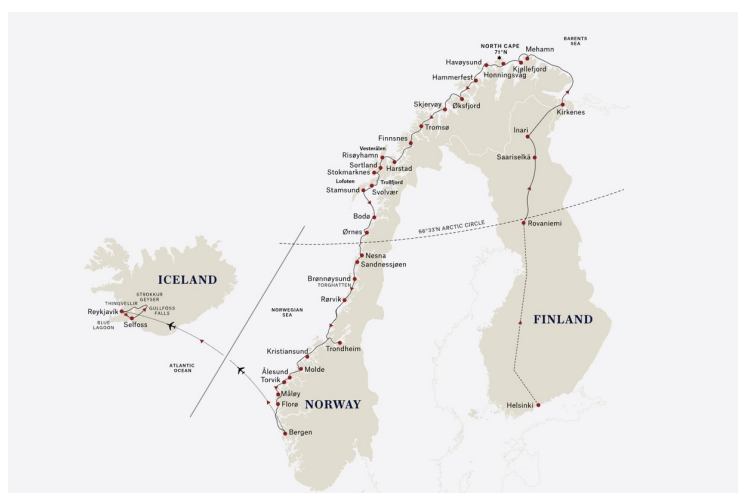 BARENTS
SEA
NORTH CAPE
71°N
Mehamn
Havøysund
Kjøllefjord
Honningsvåg
Hammerfest
Øksfjord
Skjervøy
Kirkenes
Tromsø
Inari
Finnsnes
Vesterålen
Risøyhamn
Saariselkä
Harstad
Sortland
Stokmarknes
Lofoten
Trollfjord
Stamsund
Svolvær
Bodø
Rovaniemi
66°33'N ARCTIC CIRCLE
Ørnes
Nesna
Sandnessjøen
ICELAND
Brønnøysund
TORGHATTEN
STROKKUR
GEYSER
THINGVELLIR
GULLFOSS
FALLS
Reykjavik
Rørvik
NORWEGIAN
SEA
BLUE
LAGOON
Selfoss
FINLAND
Trondheim
Kristiansund
ATLANTIC
OCEAN
Molde
Ålesund
Torvik
Måløy
Florø
NORWAY
Helsinki
Bergen